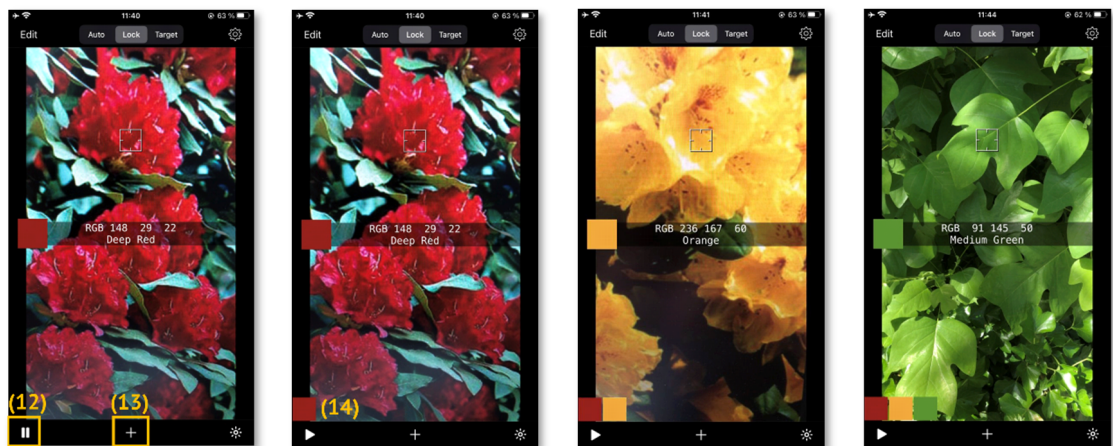 11:40
63 %
Edit
Auto Lock Target
RGB 148 29 22
Deep Red
(12)
(13)
11:40
63 %
Edit
Auto Lock Target
RGB 148 29 22
Deep Red
(14)
11:41
63 %
Edit
Auto Lock Target
RGB 236 167 60
Orange
11:44
62 %
Edit
Auto Lock Target
RGB 91 145 50
Medium Green